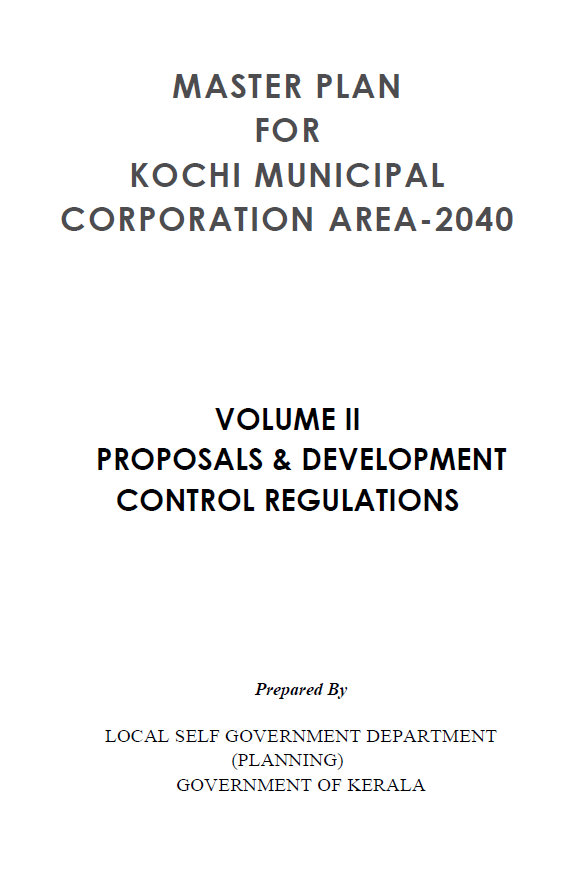 MASTER PLAN
FOR
KOCHI MUNICIPAL
CORPORATION AREA-2040
VOLUME II
PROPOSALS & DEVELOPMENT
CONTROL REGULATIONS
Prepared By
LOCAL SELF GOVERNMENT DEPARTMENT
(PLANNING)
GOVERNMENT OF KERALA